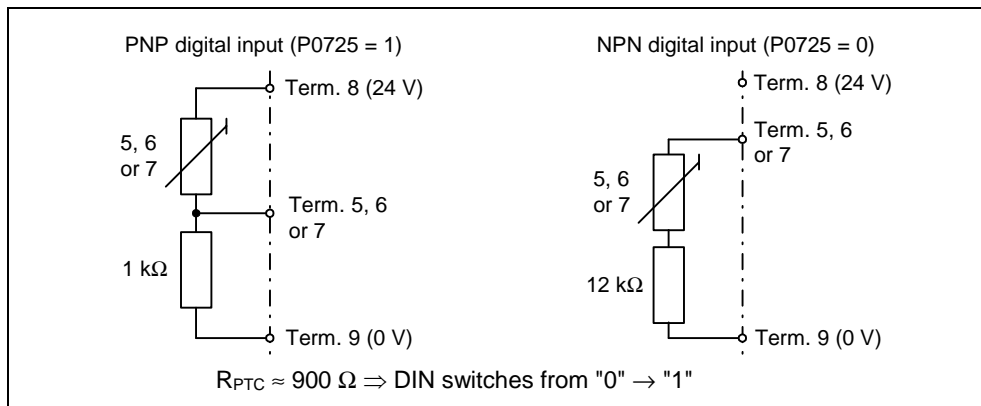 PNP digital input (P0725 = 1)
Term. 8 (24 V)
5, 6
or 7
Term. 5, 6
or 7
1 kΩ
Term. 9 (0 V)
NPN digital input (P0725 = 0)
Term. 8 (24 V)
Term. 5, 6
or 7
5, 6
or 7
12 kΩ
Term. 9 (0 V)
RPTC ≈ 900 Ω ⇒ DIN switches from "0" → "1"